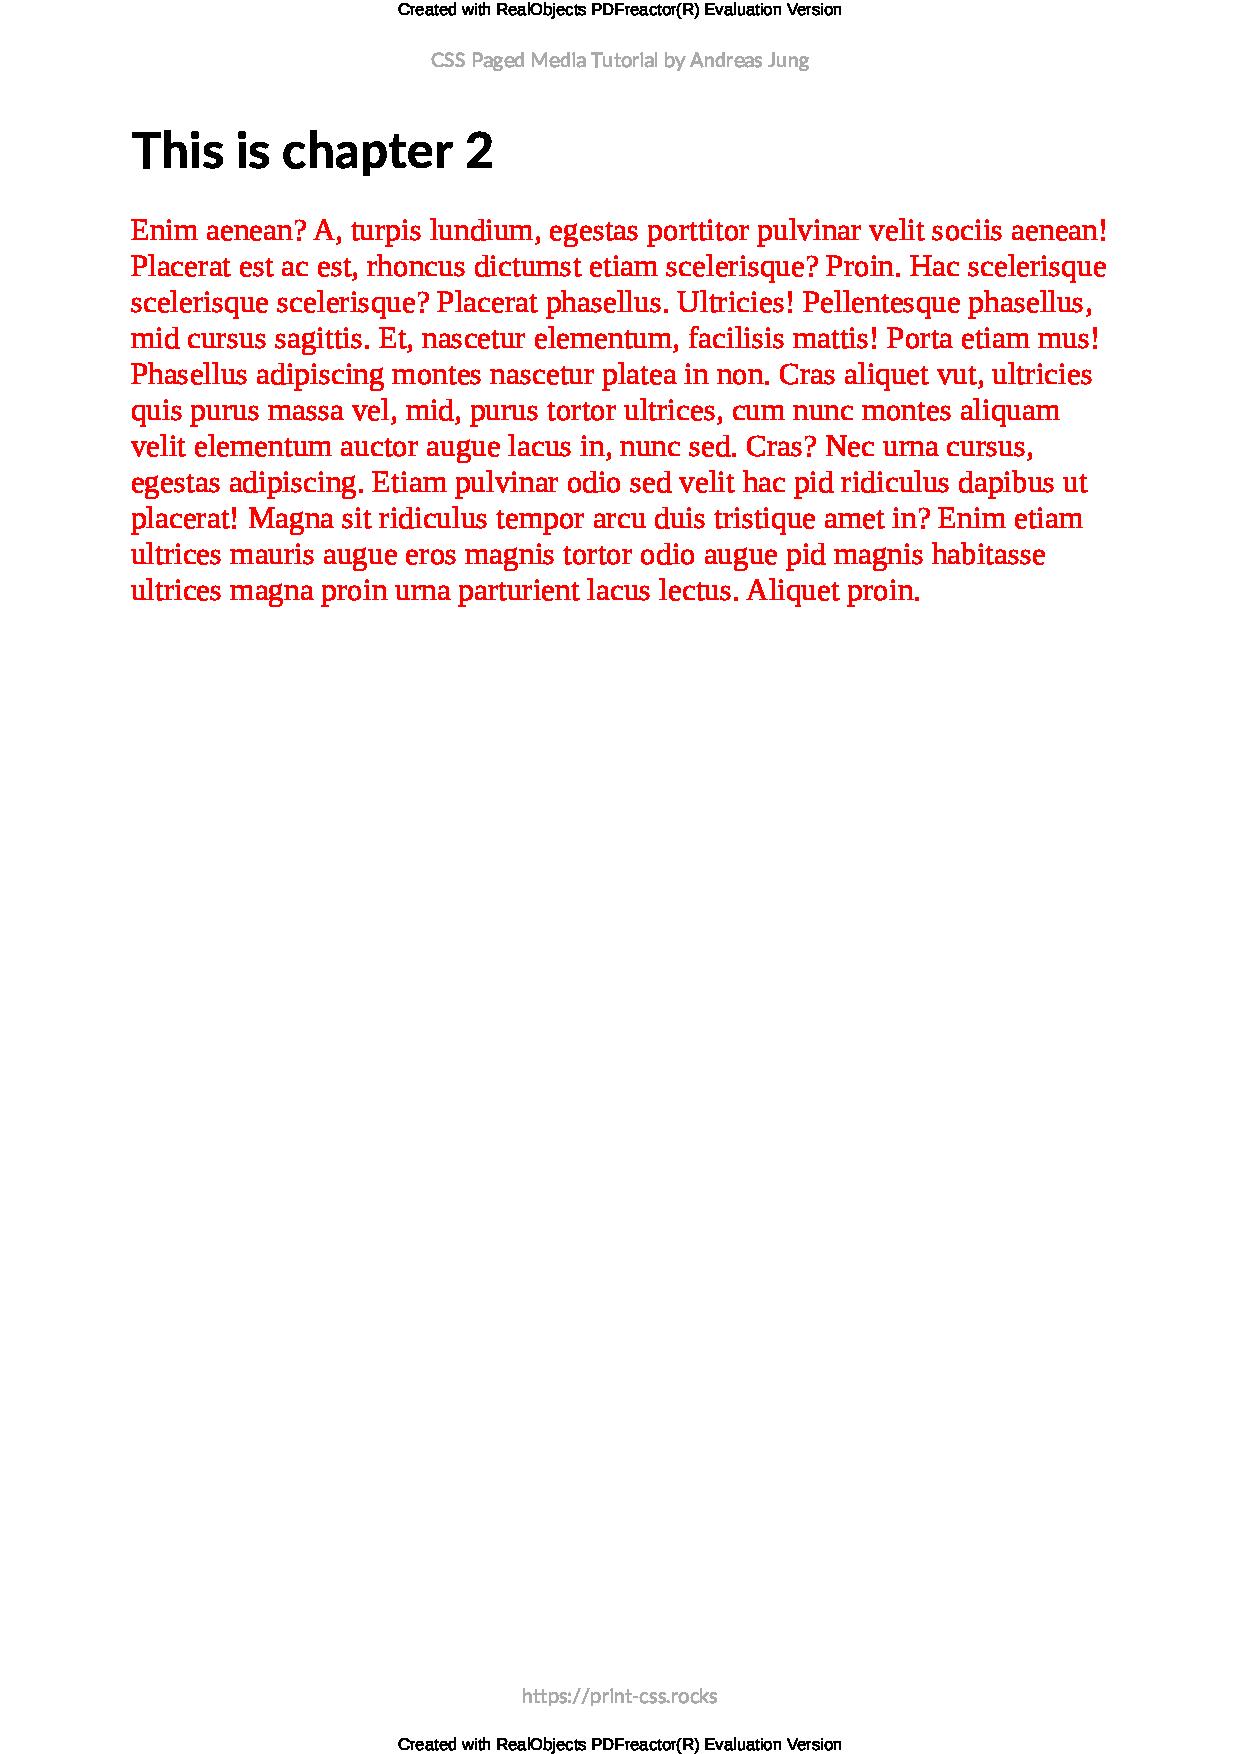 Created with RealObjects PDFreactor(R) Evaluation Version
CSS Paged Media Tutorial by Andreas Jung
This is chapter 2
Enim aenean? A, turpis lundium, egestas porttitor pulvinar velit sociis aenean!
Placerat est ac est, rhoncus dictumst etiam scelerisque? Proin. Hac scelerisque
scelerisque scelerisque? Placerat phasellus. Ultricies! Pellentesque phasellus,
mid cursus sagittis. Et, nascetur elementum, facilisis mattis! Porta etiam mus!
Phasellus adipiscing montes nascetur platea in non. Cras aliquet vut, ultricies
quis purus massa vel, mid, purus tortor ultrices, cum nunc montes aliquam
velit elementum auctor augue lacus in, nunc sed. Cras? Nec urna cursus,
egestas adipiscing. Etiam pulvinar odio sed velit hac pid ridiculus dapibus ut
placerat! Magna sit ridiculus tempor arcu duis tristique amet in? Enim etiam
ultrices mauris augue eros magnis tortor odio augue pid magnis habitasse
ultrices magna proin urna parturient lacus lectus. Aliquet proin.
https://print-css.rocks
Created with RealObjects PDFreactor(R) Evaluation Version